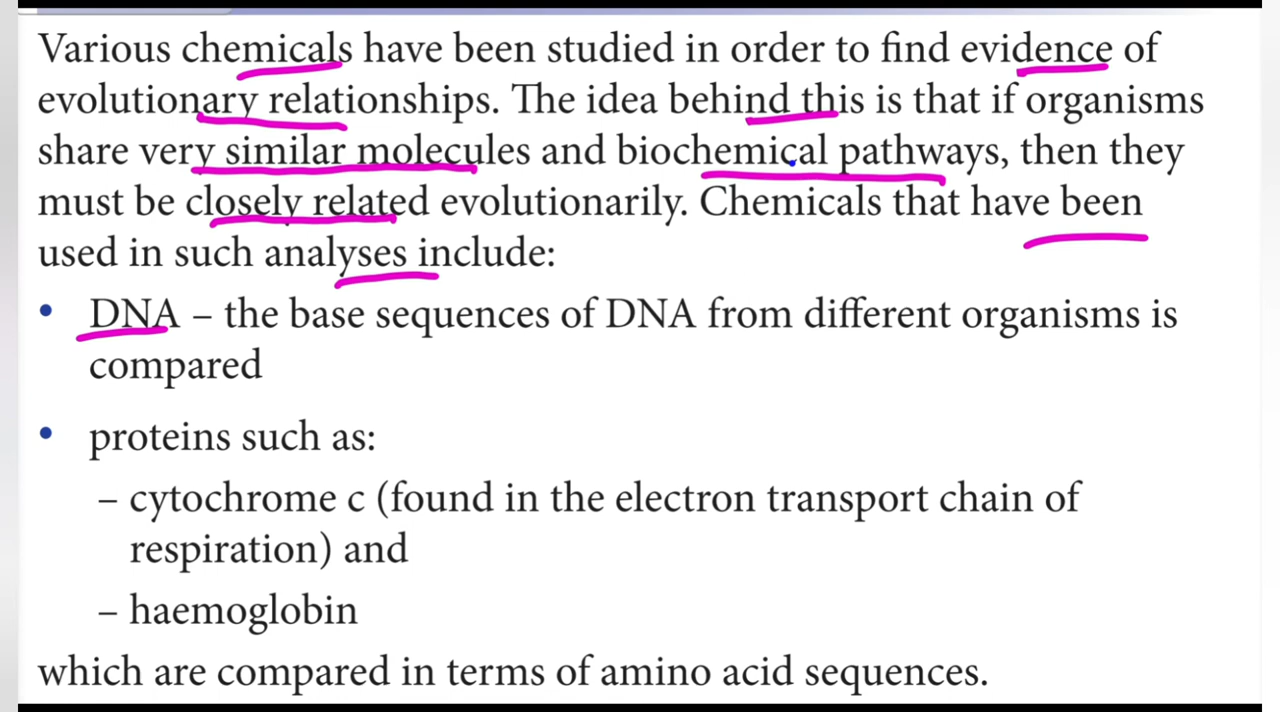 Various chemicals have been studied in order to find evidence of
evolutionary relationships. The idea behind this is that if organisms
share very similar molecules and biochemical pathways, then they
must be closely related evolutionarily. Chemicals that have been
used in such analyses include:
• DNA – the base sequences of DNA from different organisms is
compared
• proteins such as:
– cytochrome c (found in the electron transport chain of
respiration) and
– haemoglobin
which are compared in terms of amino acid sequences.